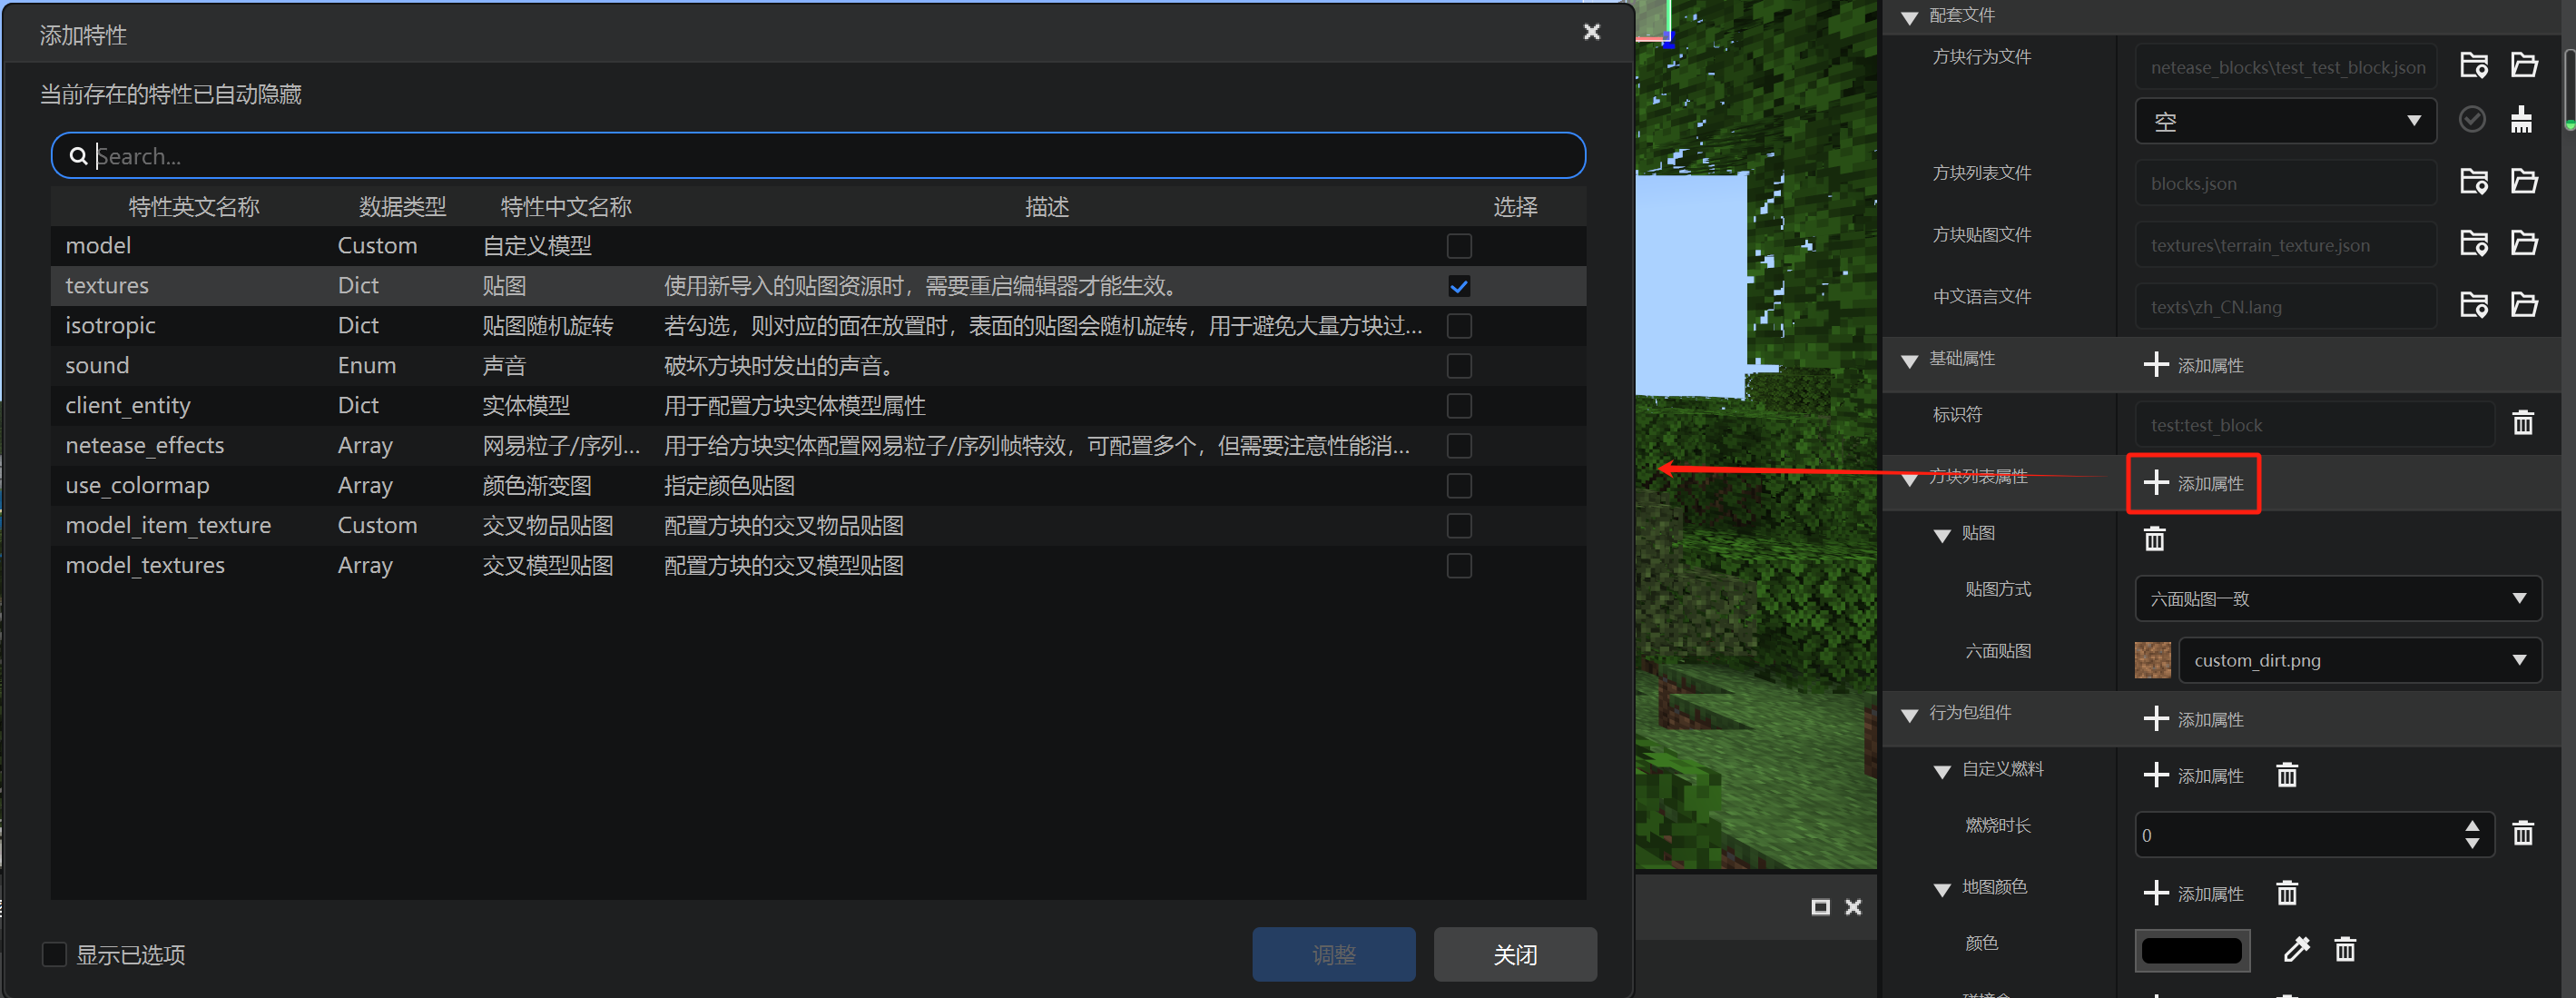 添加特性
当前存在的特性已自动隐藏
Search...
特性英文名称 数据类型 特性中文名称 描述 选择
model Custom 自定义模型
textures Dict 贴图 使用新导入的贴图资源时，需要重启编辑器才能生效。
isotropic Dict 贴图随机旋转 若勾选，则对应的面在放置时，表面的贴图会随机旋转，用于避免大量方块过...
sound Enum 声音 破坏方块时发出的声音。
client_entity Dict 实体模型 用于配置方块实体模型属性
netease_effects Array 网易粒子/序列... 用于给方块实体配置网易粒子/序列帧特效，可配置多个，但需要注意性能消...
use_colormap Array 颜色渐变图 指定颜色贴图
model_item_texture Custom 交叉物品贴图 配置方块的交叉物品贴图
model_textures Array 交叉模型贴图 配置方块的交叉模型贴图
显示已选项
调整 关闭
配套文件
方块行为文件 netease_blocks\test_test_block.json
空
方块列表文件 blocks.json
方块贴图文件 textures\terrain_texture.json
中文语言文件 texts\zh_CN.lang
基础属性 添加属性
标识符 test:test_block
方块列表属性 添加属性
贴图
贴图方式 六面贴图一致
六面贴图 custom_dirt.png
行为包组件 添加属性
自定义燃料 添加属性
燃烧时长 0
地图颜色 添加属性
颜色